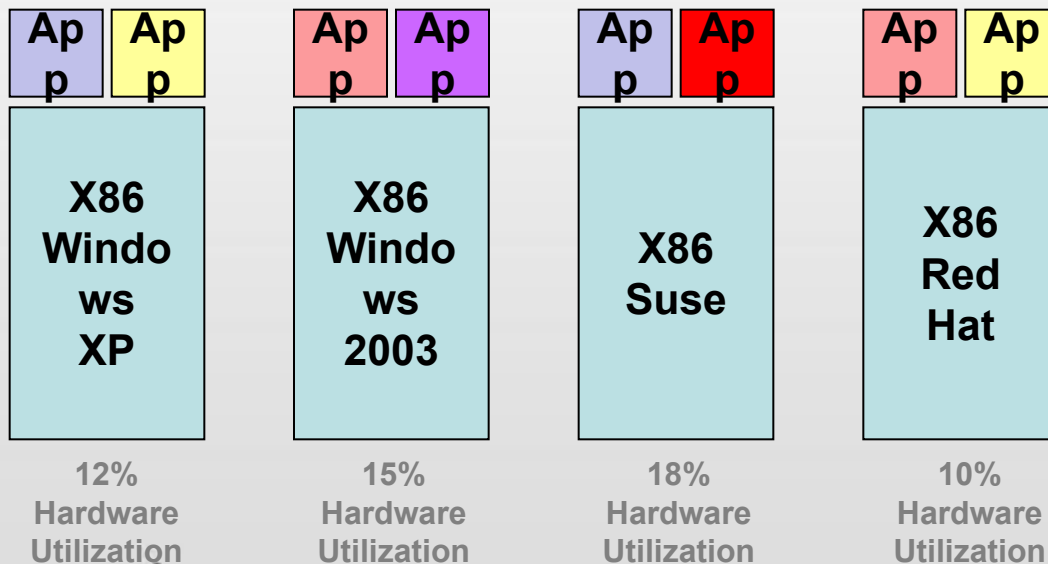 Ap
p
Ap
p
Ap
p
Ap
p
Ap
p
Ap
p
Ap
p
Ap
p
X86
Windo
ws
XP
X86
Windo
ws
2003
X86
Suse
X86
Red
Hat
12%
Hardware
Utilization
15%
Hardware
Utilization
18%
Hardware
Utilization
10%
Hardware
Utilization